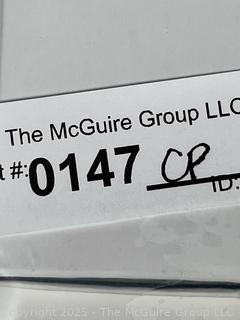 The McGuire Group LLC
t #: 0147 CP
ID:
Copyright 2025 - The McGuire Group LLC